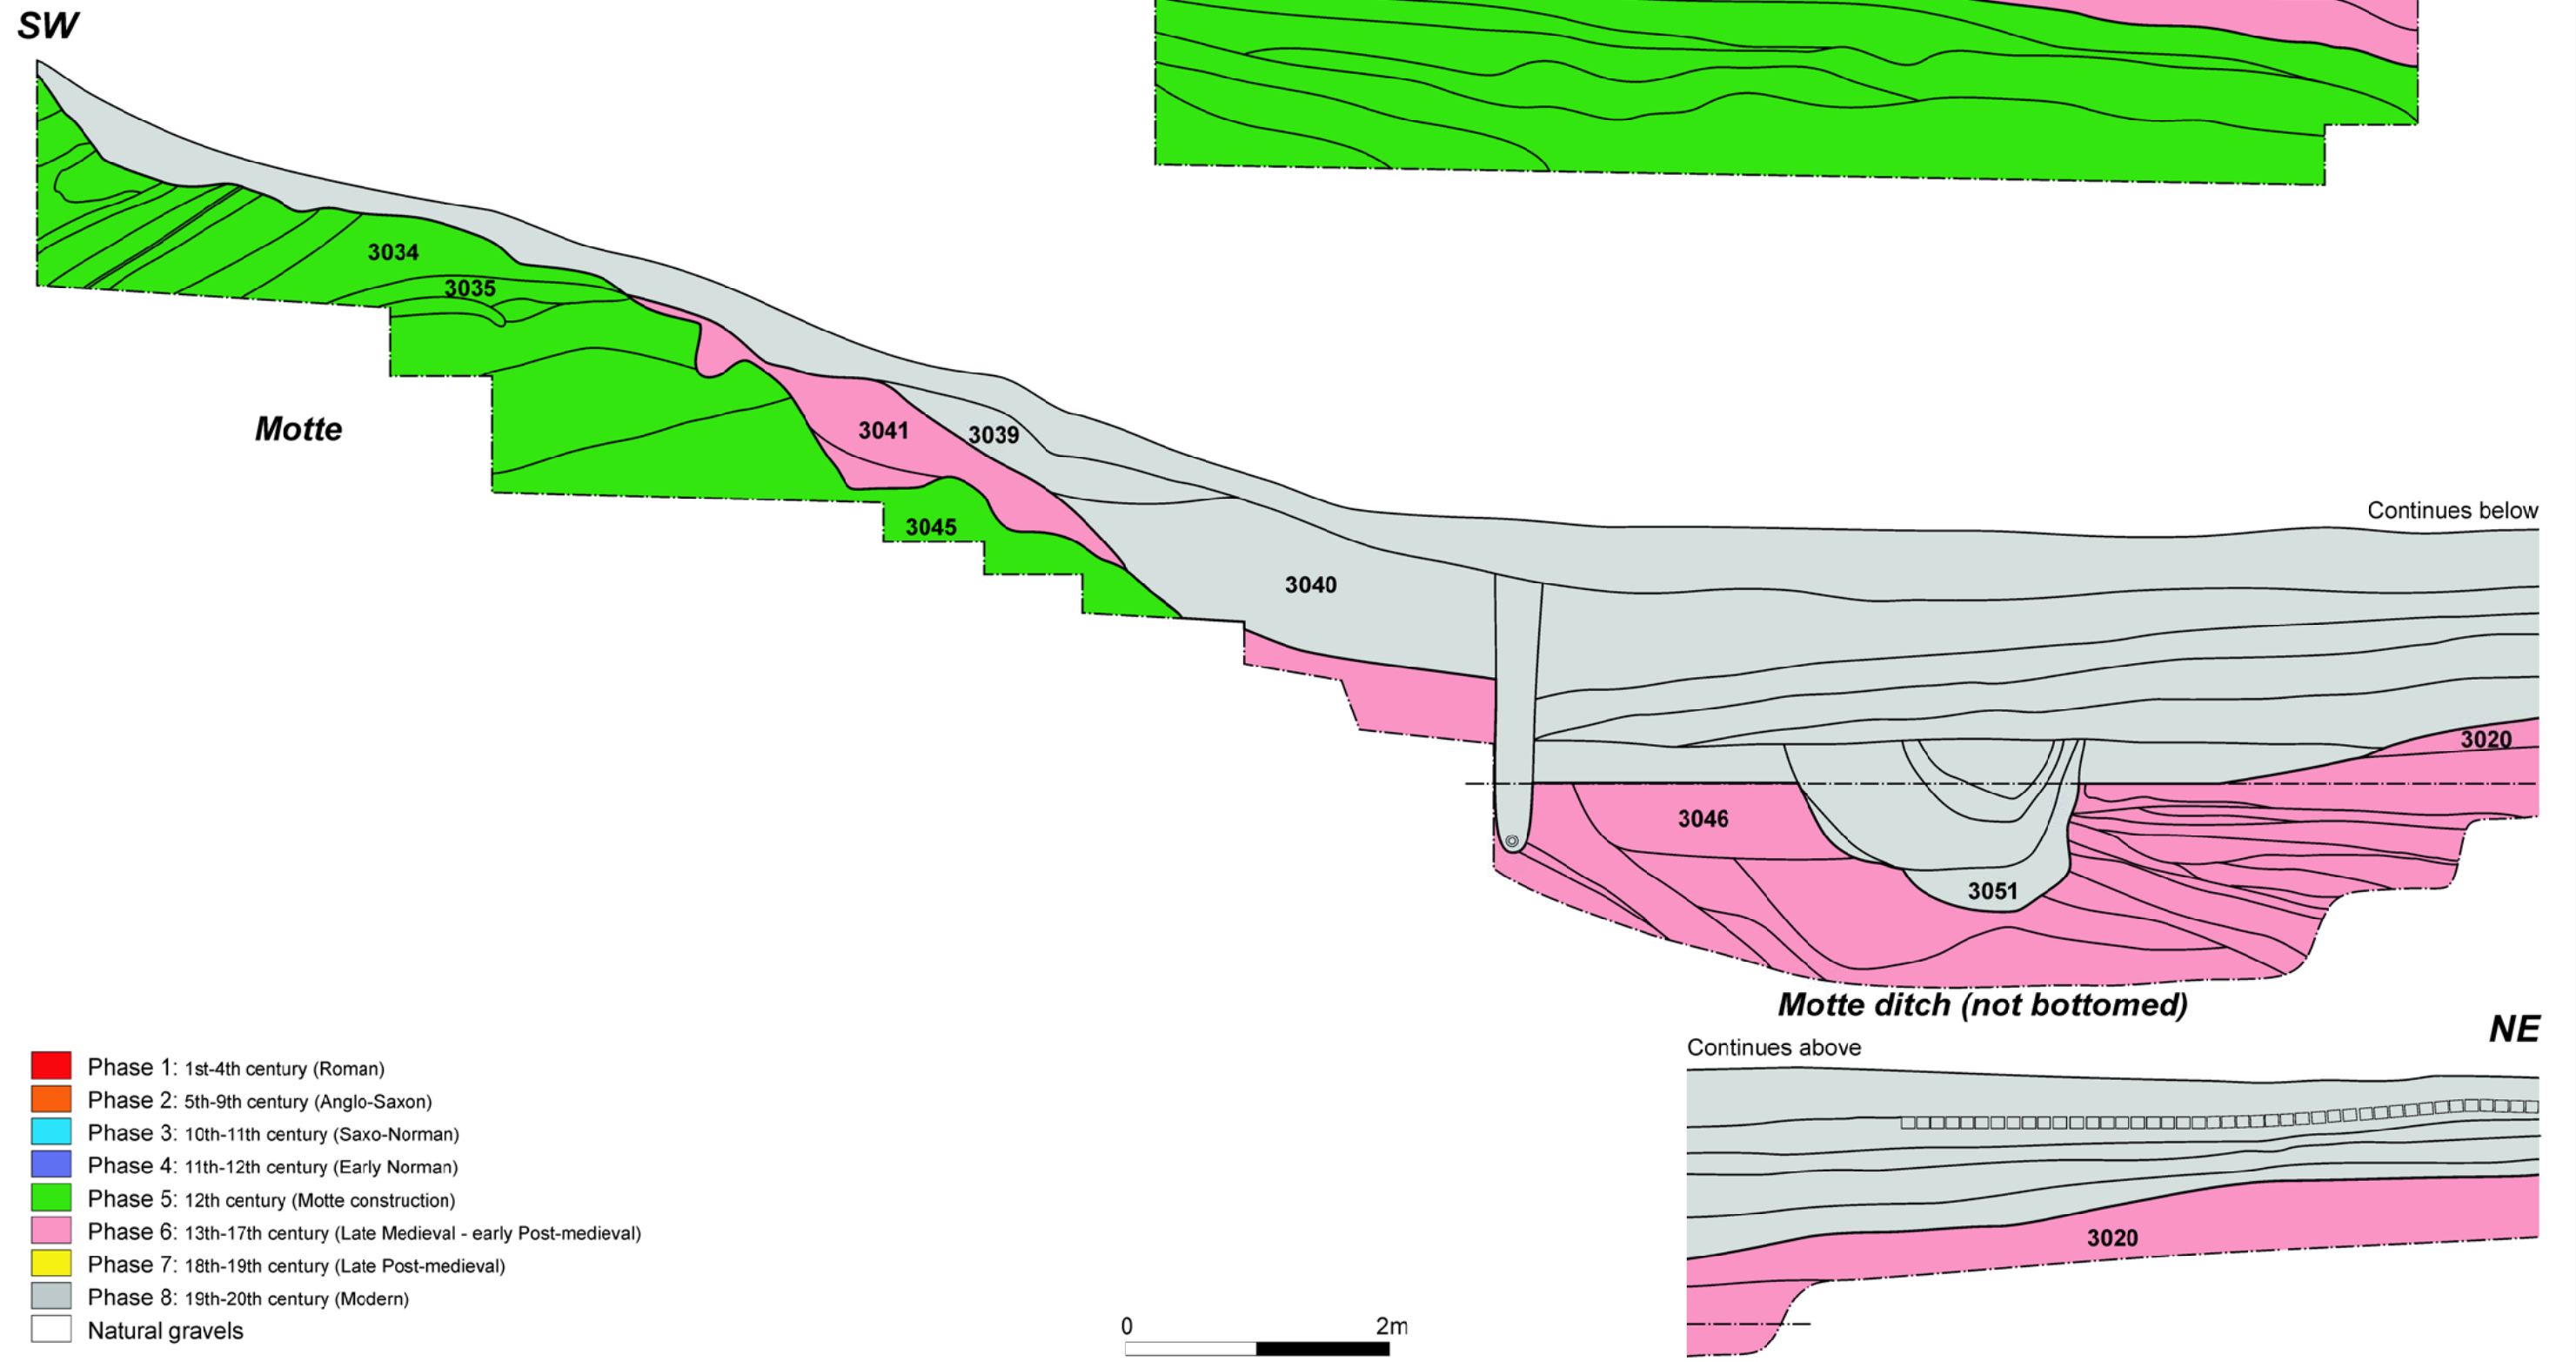 SW
3034
3035
Motte
3041
3039
3045
Continues below
3040
3020
3046
3051
Motte ditch (not bottomed)
NE
Continues above
3020
Phase 1: 1st-4th century (Roman)
Phase 2: 5th-9th century (Anglo-Saxon)
Phase 3: 10th-11th century (Saxo-Norman)
Phase 4: 11th-12th century (Early Norman)
Phase 5: 12th century (Motte construction)
Phase 6: 13th-17th century (Late Medieval - early Post-medieval)
Phase 7: 18th-19th century (Late Post-medieval)
Phase 8: 19th-20th century (Modern)
Natural gravels
0 2m